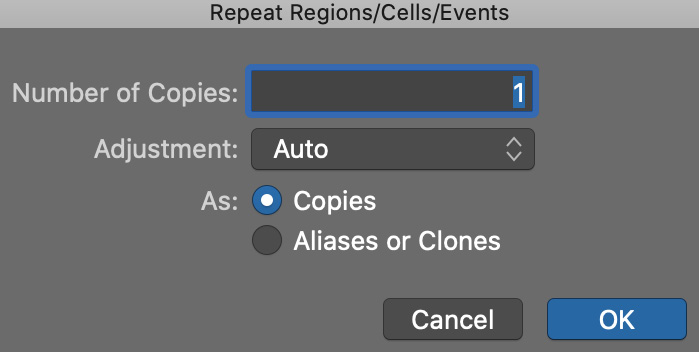 Repeat Regions/Cells/Events
Number of Copies: 1
Adjustment: Auto
As: Copies
Aliases or Clones
Cancel OK